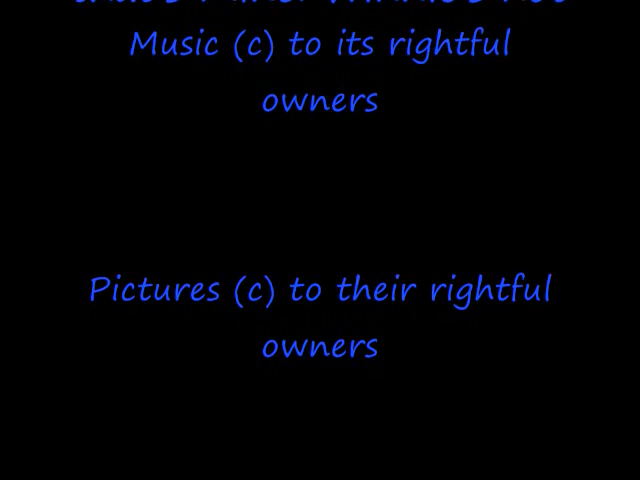 Music (c) to its rightful
owners
Pictures (c) to their rightful
owners